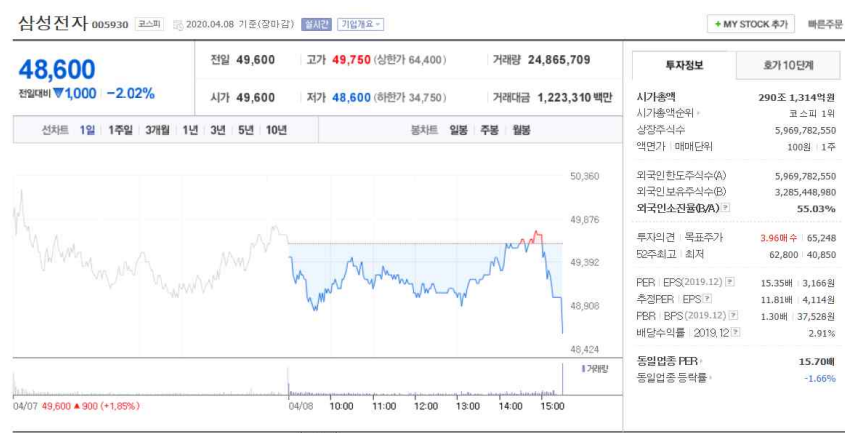 삼성전자 005930 코스피 2020.04.08 기준(장마감) 실시간 기업개요
+ MY STOCK 추가 빠른주문
48,600
전일대비 ▼1,000 -2.02%
전일 49,600 고가 49,750 (상한가 64,400) 거래량 24,865,709
시가 49,600 저가 48,600 (하한가 34,750) 거래대금 1,223,310 백만
선차트 1일 1주일 3개월 1년 3년 5년 10년 봉차트 일봉 주봉 월봉
50,360
49,876
49,392
48,908
48,424
거래량
04/07 49,600 ▲ 900 (+1.85%) 04/08 10:00 11:00 12:00 13:00 14:00 15:00
투자정보 호가 10단계
시가총액 290조 1,314억원
시가총액순위 코스피 1위
상장주식수 5,969,782,550
액면가 매매단위 100원 1주
외국인한도주식수(A) 5,969,782,550
외국인보유주식수(B) 3,285,448,980
외국인소진율(B/A) ? 55.03%
투자의견 목표주가 3.96매수 65,248
52주최고 최저 62,800 40,850
PER EPS(2019.12) ? 15.35배 3,166원
추정PER EPS ? 11.81배 4,114원
PBR BPS (2019.12) ? 1.30배 37,528원
배당수익률 2019.12 ? 2.91%
동일업종 PER 15.70배
동일업종 등락률 -1.66%